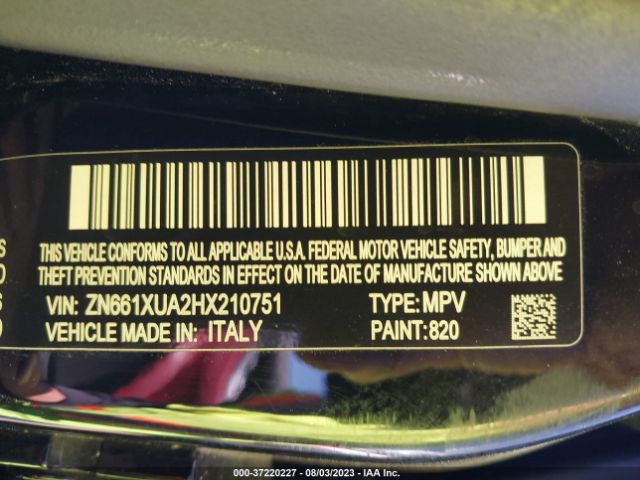 THIS VEHICLE CONFORMS TO ALL APPLICABLE U.S.A. FEDERAL MOTOR VEHICLE SAFETY, BUMPER AND
THEFT PREVENTION STANDARDS IN EFFECT ON THE DATE OF MANUFACTURE SHOWN ABOVE
VIN: ZN661XUA2HX210751 TYPE: MPV
VEHICLE MADE IN: ITALY PAINT: 820
000-37220227 - 08/03/2023 - IAA Inc.